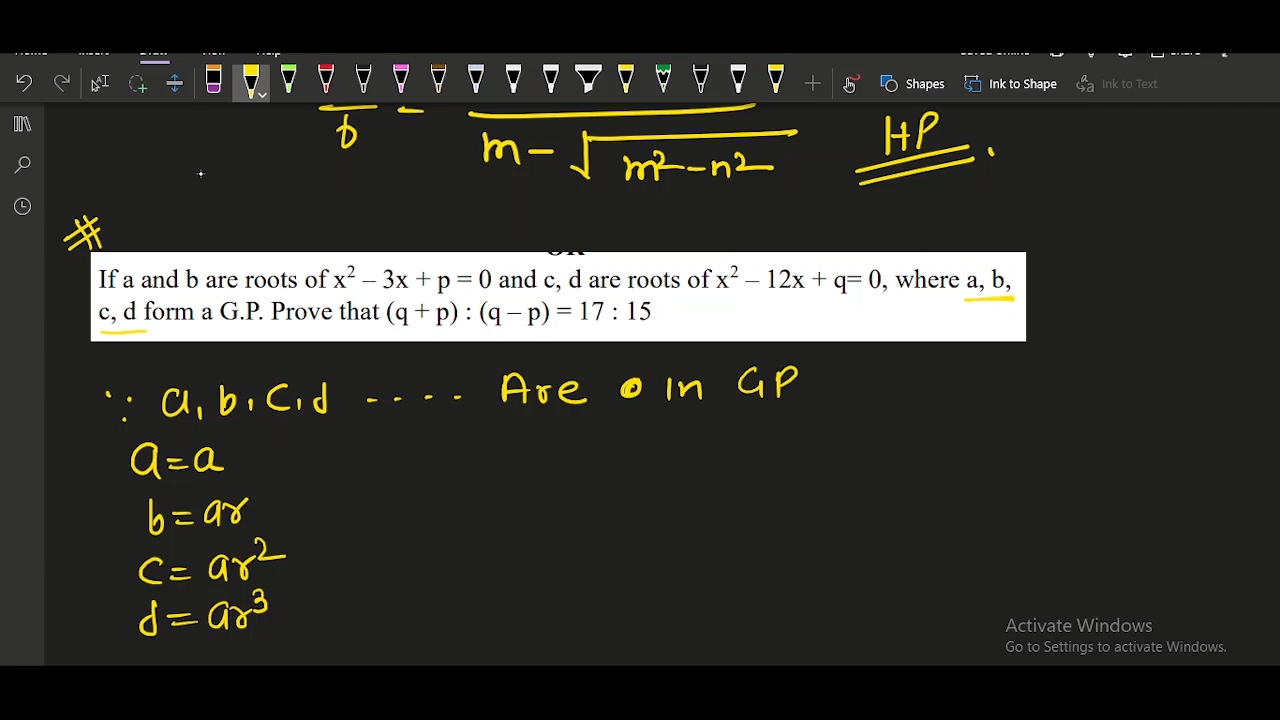 Shapes Ink to Shape Ink to Text
b =
m - √m² - n² HP.
#
If a and b are roots of x² – 3x + p = 0 and c, d are roots of x² – 12x + q= 0, where a, b,
c, d form a G.P. Prove that (q + p) : (q – p) = 17 : 15
∵ a, b, c, d .... Are In GP
a = a
b = ar
c = ar²
d = ar³
Activate Windows
Go to Settings to activate Windows.